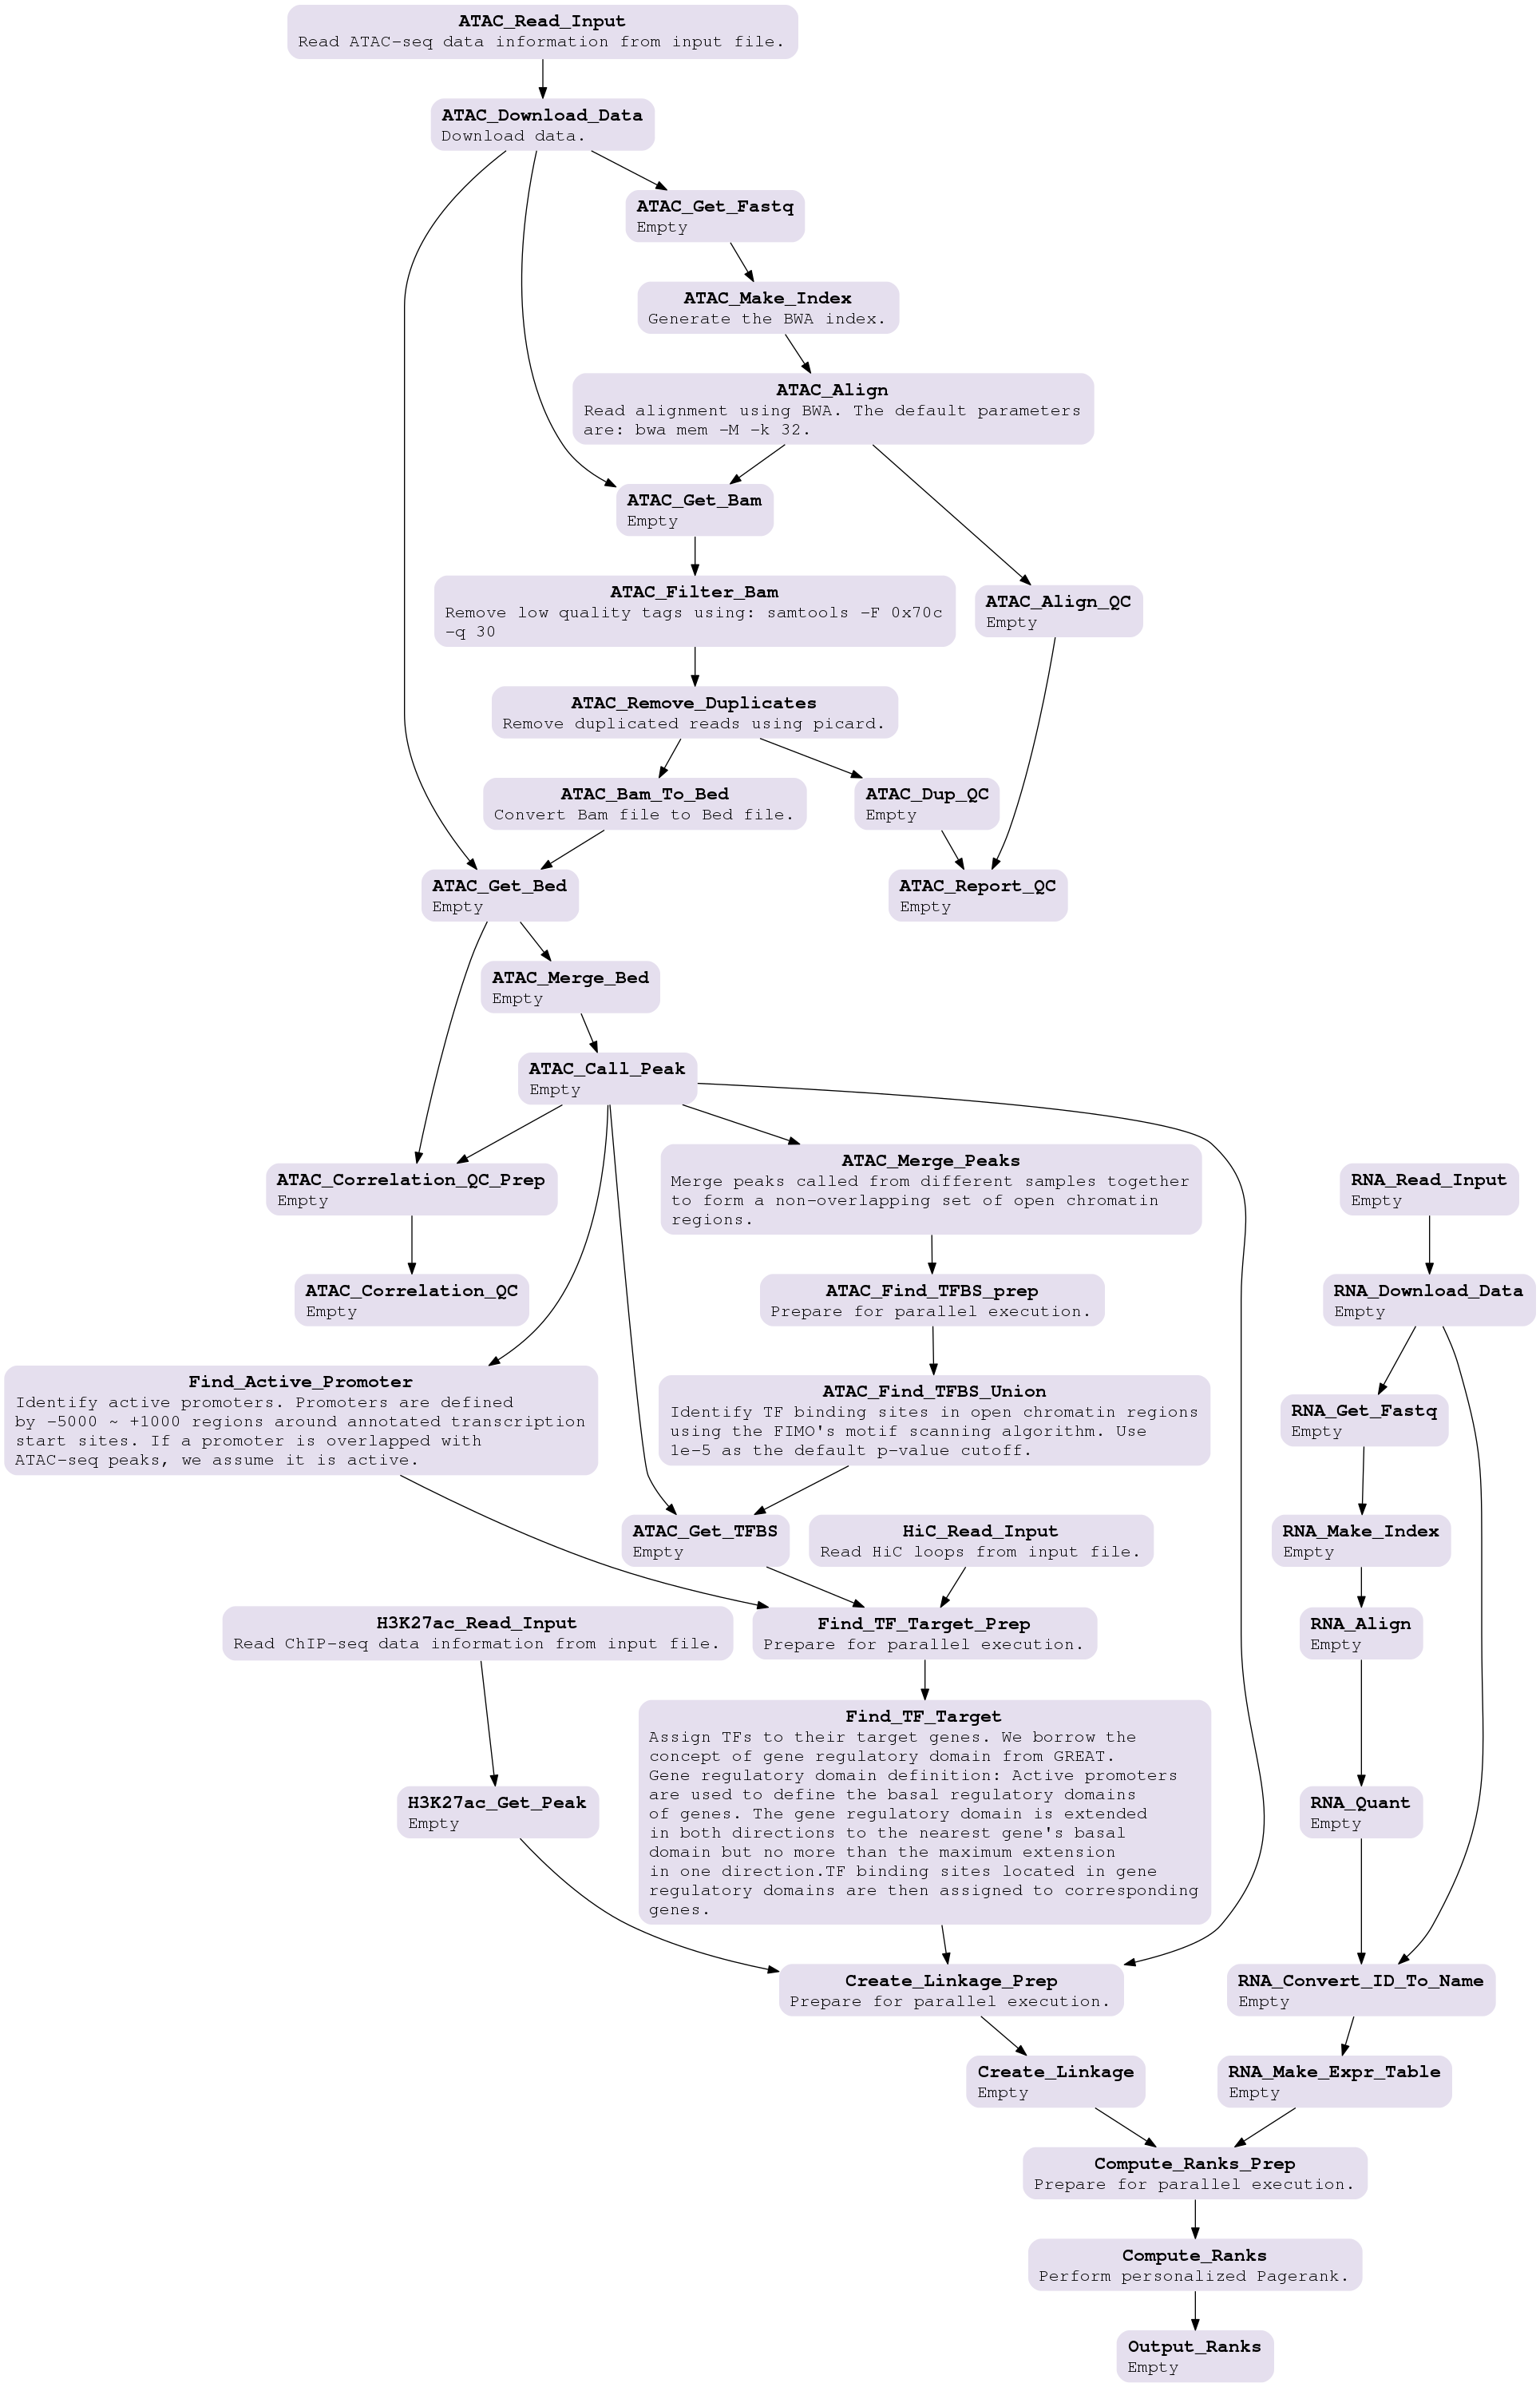 ATAC_Read_Input
Read ATAC-seq data information from input file.
ATAC_Download_Data
Download data.
ATAC_Get_Fastq
Empty
ATAC_Make_Index
Generate the BWA index.
ATAC_Align
Read alignment using BWA. The default parameters
are: bwa mem -M -k 32.
ATAC_Get_Bam
Empty
ATAC_Filter_Bam
Remove low quality tags using: samtools -F 0x70c
-q 30
ATAC_Align_QC
Empty
ATAC_Remove_Duplicates
Remove duplicated reads using picard.
ATAC_Bam_To_Bed
Convert Bam file to Bed file.
ATAC_Dup_QC
Empty
ATAC_Get_Bed
Empty
ATAC_Report_QC
Empty
ATAC_Merge_Bed
Empty
ATAC_Call_Peak
Empty
ATAC_Correlation_QC_Prep
Empty
ATAC_Merge_Peaks
Merge peaks called from different samples together
to form a non-overlapping set of open chromatin
regions.
RNA_Read_Input
Empty
ATAC_Correlation_QC
Empty
ATAC_Find_TFBS_prep
Prepare for parallel execution.
RNA_Download_Data
Empty
Find_Active_Promoter
Identify active promoters. Promoters are defined
by -5000 ~ +1000 regions around annotated transcription
start sites. If a promoter is overlapped with
ATAC-seq peaks, we assume it is active.
ATAC_Find_TFBS_Union
Identify TF binding sites in open chromatin regions
using the FIMO's motif scanning algorithm. Use
1e-5 as the default p-value cutoff.
RNA_Get_Fastq
Empty
ATAC_Get_TFBS
Empty
HiC_Read_Input
Read HiC loops from input file.
RNA_Make_Index
Empty
H3K27ac_Read_Input
Read ChIP-seq data information from input file.
Find_TF_Target_Prep
Prepare for parallel execution.
RNA_Align
Empty
Find_TF_Target
Assign TFs to their target genes. We borrow the
concept of gene regulatory domain from GREAT.
Gene regulatory domain definition: Active promoters
are used to define the basal regulatory domains
of genes. The gene regulatory domain is extended
in both directions to the nearest gene's basal
domain but no more than the maximum extension
in one direction.TF binding sites located in gene
regulatory domains are then assigned to corresponding
genes.
H3K27ac_Get_Peak
Empty
RNA_Quant
Empty
Create_Linkage_Prep
Prepare for parallel execution.
RNA_Convert_ID_To_Name
Empty
Create_Linkage
Empty
RNA_Make_Expr_Table
Empty
Compute_Ranks_Prep
Prepare for parallel execution.
Compute_Ranks
Perform personalized Pagerank.
Output_Ranks
Empty